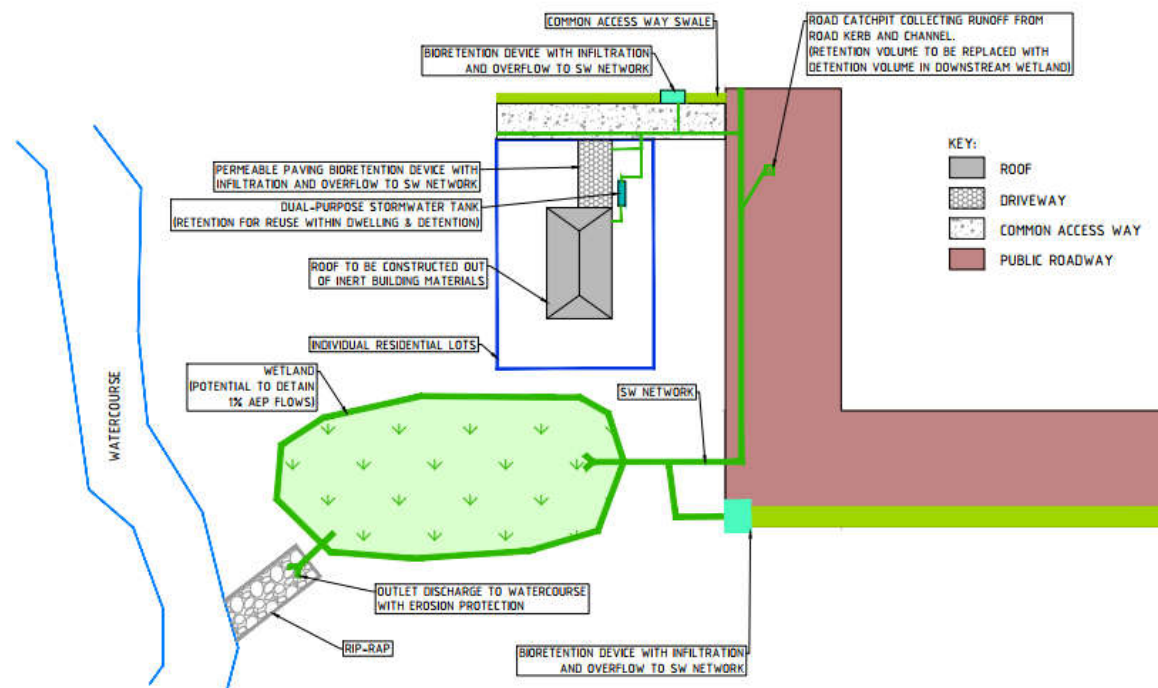 COMMON ACCESS WAY SWALE
ROAD CATCHPIT COLLECTING RUNOFF FROM
ROAD KERB AND CHANNEL.
(RETENTION VOLUME TO BE REPLACED WITH
DETENTION VOLUME IN DOWNSTREAM WETLAND)
BIORETENTION DEVICE WITH INFILTRATION
AND OVERFLOW TO SW NETWORK
KEY:
ROOF
DRIVEWAY
COMMON ACCESS WAY
PUBLIC ROADWAY
PERMEABLE PAVING BIORETENTION DEVICE WITH
INFILTRATION AND OVERFLOW TO SW NETWORK
DUAL-PURPOSE STORMWATER TANK
(RETENTION FOR REUSE WITHIN DWELLING & DETENTION)
ROOF TO BE CONSTRUCTED OUT
OF INERT BUILDING MATERIALS
INDIVIDUAL RESIDENTIAL LOTS
WETLAND
(POTENTIAL TO DETAIN
1% AEP FLOWS)
SW NETWORK
WATERCOURSE
OUTLET DISCHARGE TO WATERCOURSE
WITH EROSION PROTECTION
RIP-RAP
BIORETENTION DEVICE WITH INFILTRATION
AND OVERFLOW TO SW NETWORK